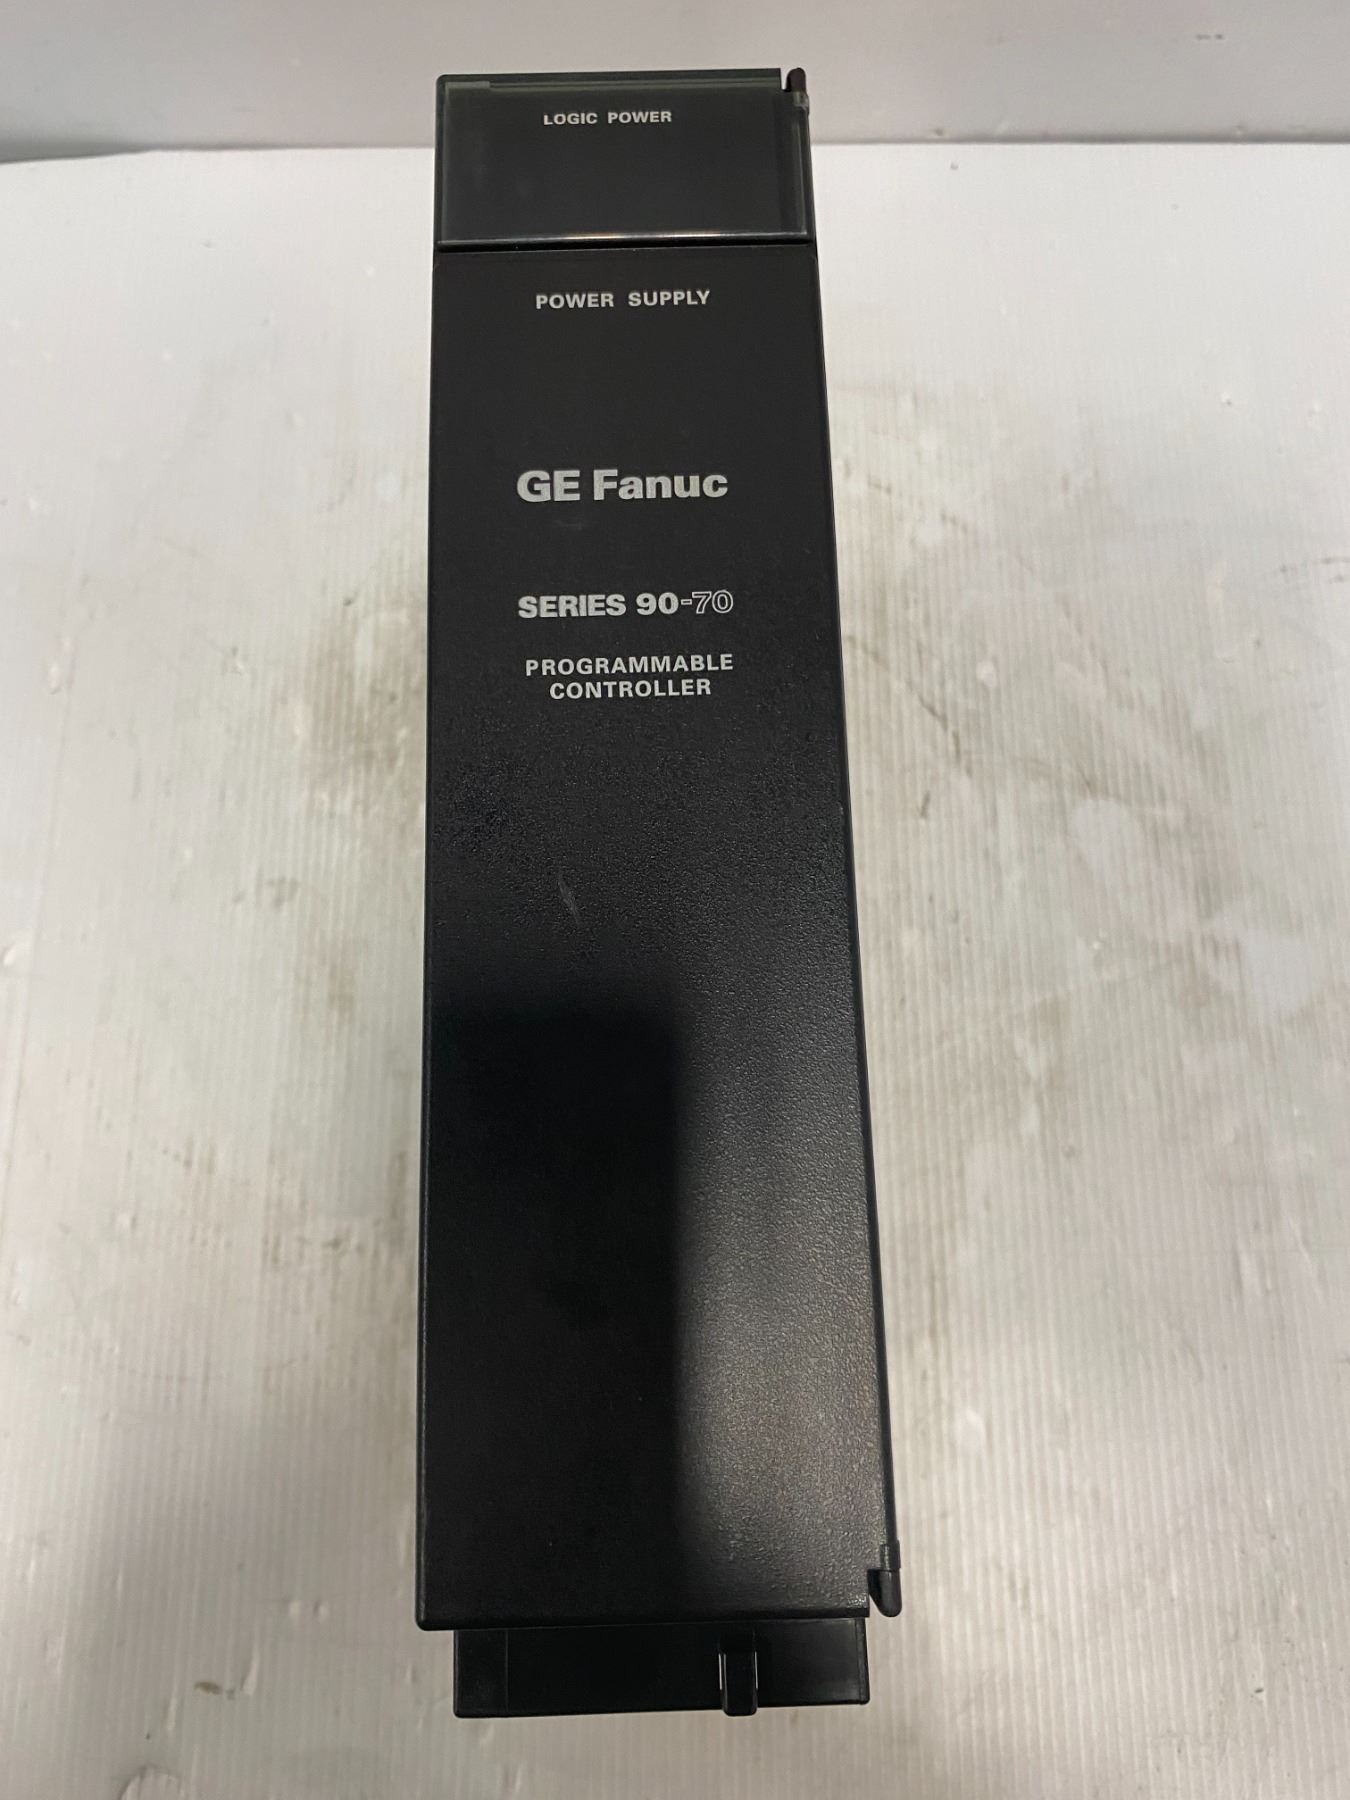 LOGIC POWER
POWER SUPPLY
GE Fanuc
SERIES 90-70
PROGRAMMABLE
CONTROLLER